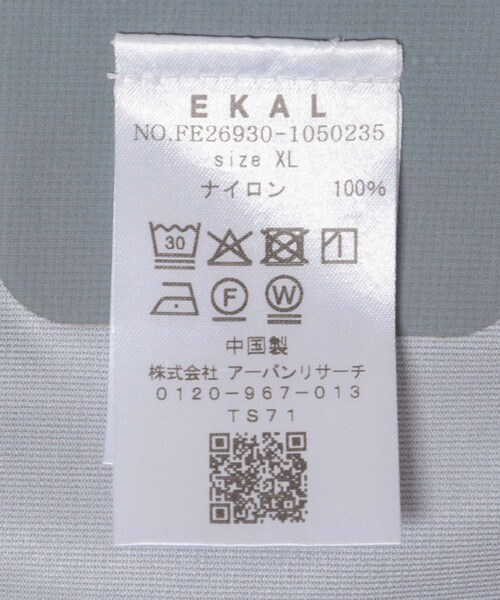 EKAL
NO.FE26930-1050235
size XL
ナイロン 100%
30
F W
中国製
株式会社 アーバンリサーチ
0120-967-013
TS71